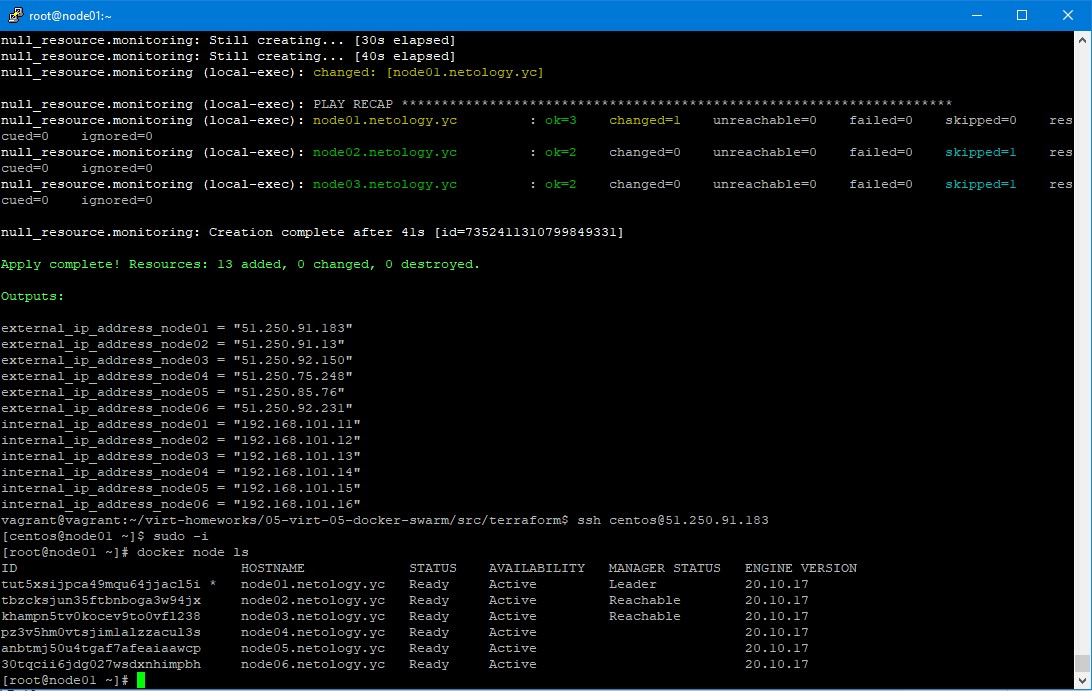 root@node01:~
null_resource.monitoring: Still creating... [30s elapsed]
null_resource.monitoring: Still creating... [40s elapsed]
null_resource.monitoring (local-exec): changed: [node01.netology.yc]
null_resource.monitoring (local-exec): PLAY RECAP *********************************************************************
null_resource.monitoring (local-exec): node01.netology.yc         : ok=3    changed=1    unreachable=0    failed=0    skipped=0    res
cued=0    ignored=0
null_resource.monitoring (local-exec): node02.netology.yc         : ok=2    changed=0    unreachable=0    failed=0    skipped=1    res
cued=0    ignored=0
null_resource.monitoring (local-exec): node03.netology.yc         : ok=2    changed=0    unreachable=0    failed=0    skipped=1    res
cued=0    ignored=0
null_resource.monitoring: Creation complete after 41s [id=7352411310799849331]
Apply complete! Resources: 13 added, 0 changed, 0 destroyed.
Outputs:
external_ip_address_node01 = "51.250.91.183"
external_ip_address_node02 = "51.250.91.13"
external_ip_address_node03 = "51.250.92.150"
external_ip_address_node04 = "51.250.75.248"
external_ip_address_node05 = "51.250.85.76"
external_ip_address_node06 = "51.250.92.231"
internal_ip_address_node01 = "192.168.101.11"
internal_ip_address_node02 = "192.168.101.12"
internal_ip_address_node03 = "192.168.101.13"
internal_ip_address_node04 = "192.168.101.14"
internal_ip_address_node05 = "192.168.101.15"
internal_ip_address_node06 = "192.168.101.16"
vagrant@vagrant:~/virt-homeworks/05-virt-05-docker-swarm/src/terraform$ ssh centos@51.250.91.183
[centos@node01 ~]$ sudo -i
[root@node01 ~]# docker node ls
ID                            HOSTNAME             STATUS    AVAILABILITY   MANAGER STATUS   ENGINE VERSION
tut5xsijpca49mqu64jjacl5i *   node01.netology.yc   Ready     Active         Leader           20.10.17
tbzcksjun35ftbnboga3w94jx     node02.netology.yc   Ready     Active         Reachable        20.10.17
khampn5tv0kocev9to0vfl238     node03.netology.yc   Ready     Active         Reachable        20.10.17
pz3v5hm0vtsjim1alzzacul3s     node04.netology.yc   Ready     Active                          20.10.17
anbtmj50u4tgaf7afeaiaawcp     node05.netology.yc   Ready     Active                          20.10.17
30tqcii6jdg027wsdxnhimpbh     node06.netology.yc   Ready     Active                          20.10.17
[root@node01 ~]#